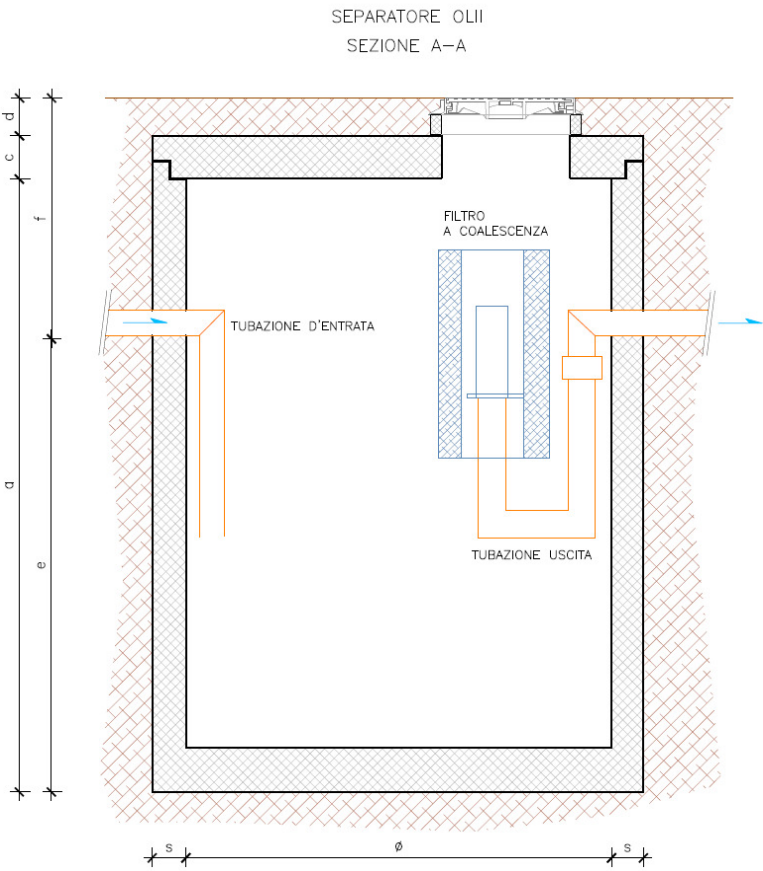 SEPARATORE OLII
SEZIONE A-A
d
c
f
FILTRO
A COALESCENZA
TUBAZIONE D'ENTRATA
a
e
TUBAZIONE USCITA
s
ø
s